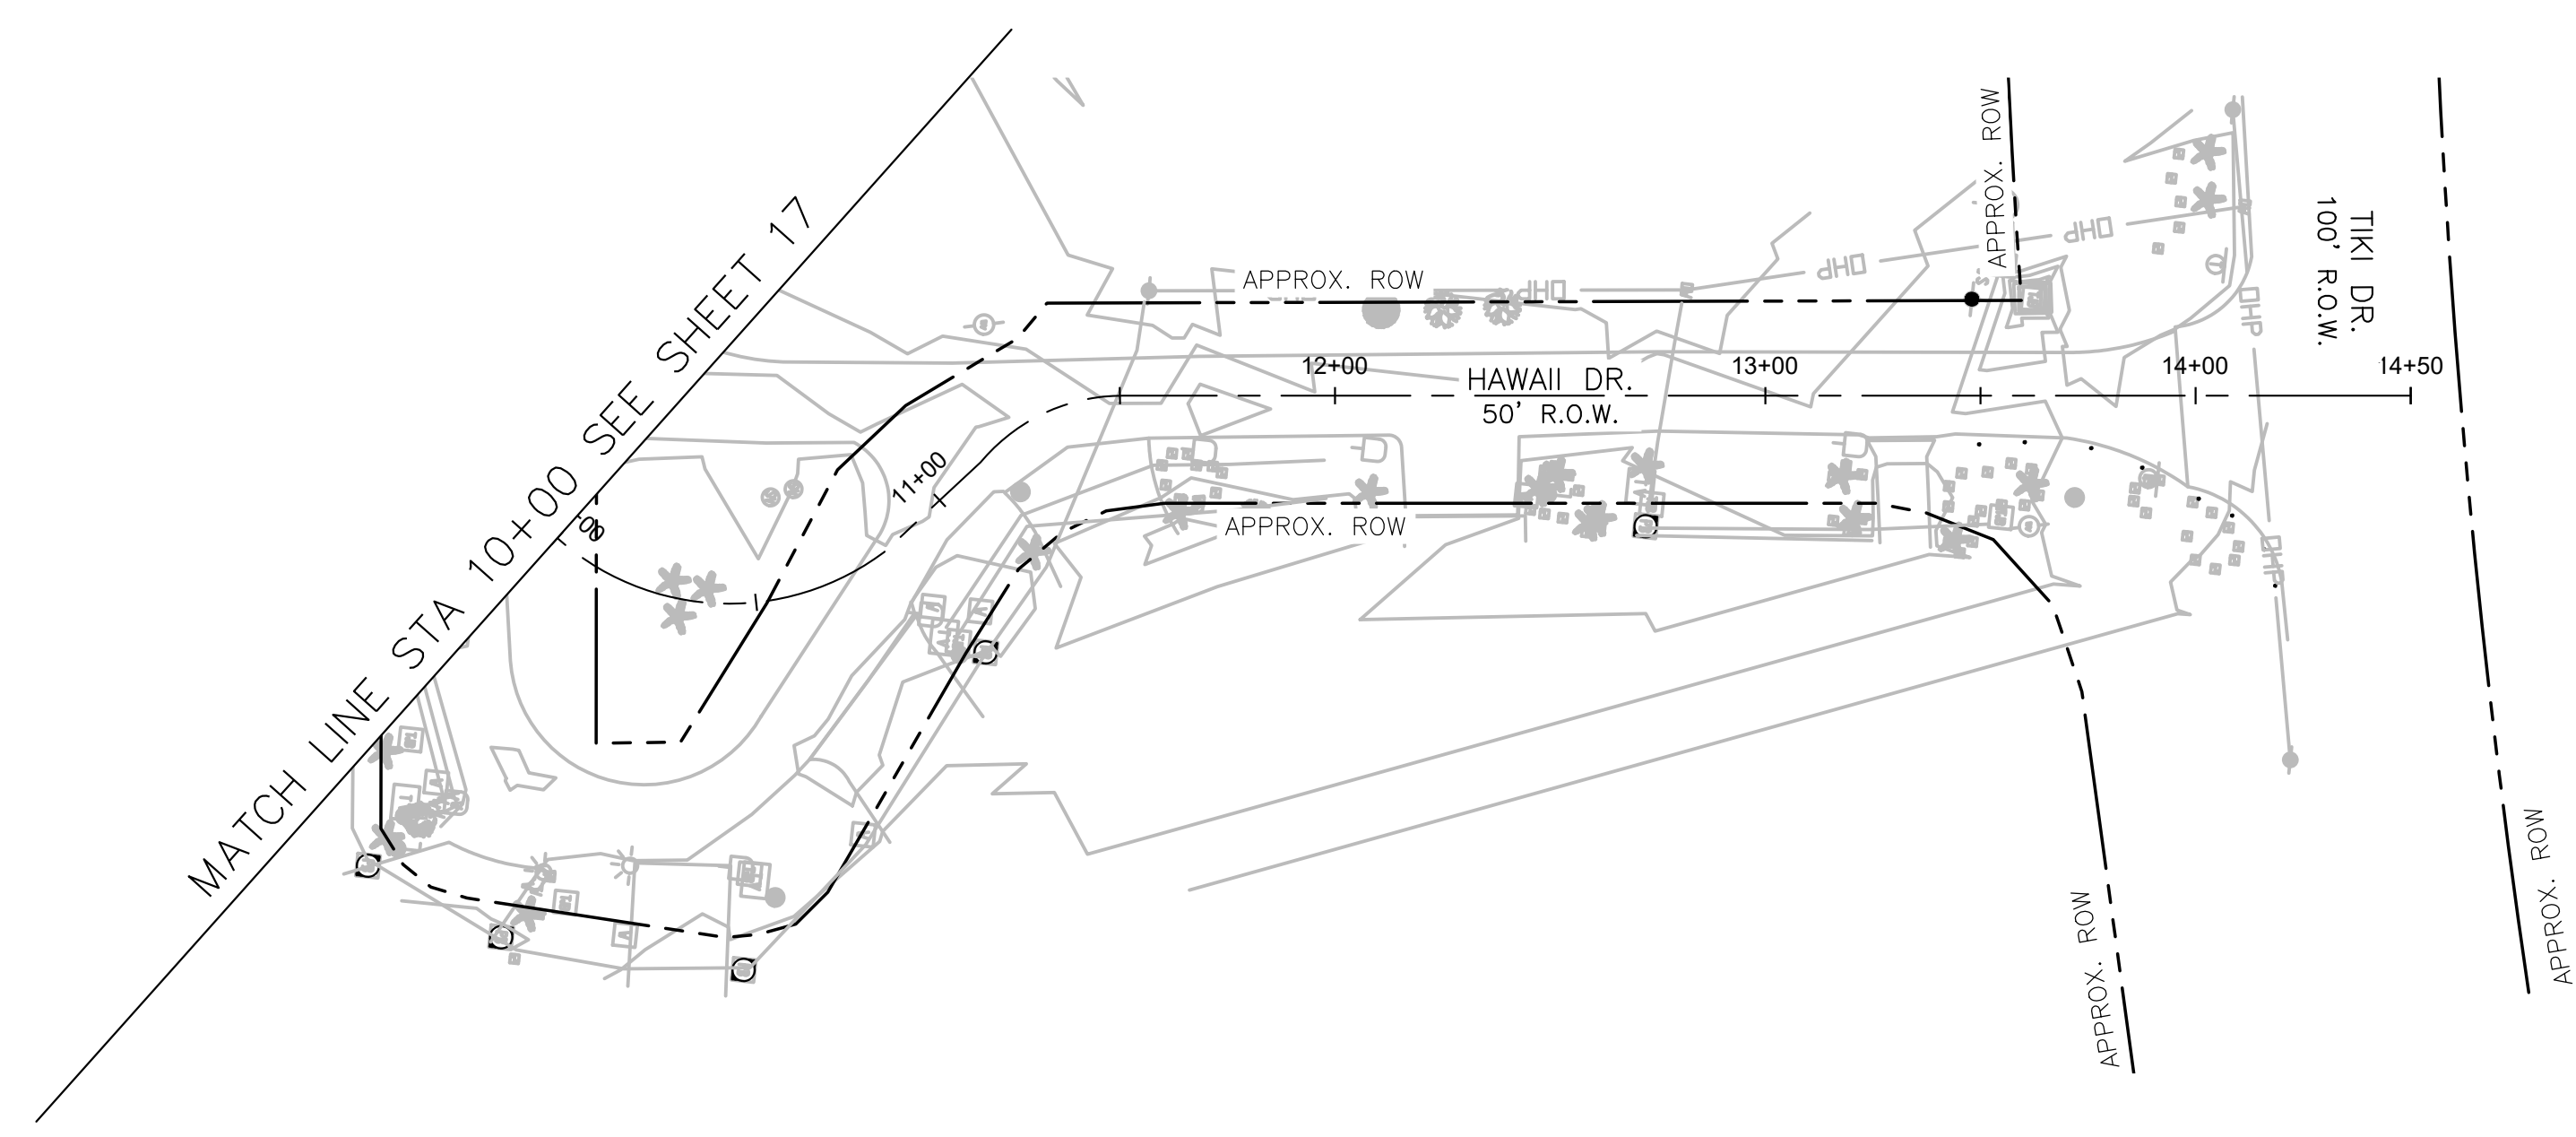 MATCH LINE STA 10+00 SEE SHEET 17
APPROX. ROW
APPROX. ROW
OHP
OHP
OHP
OHP
OHP
TIKI DR.
100' R.O.W.
12+00
13+00
14+00
14+50
HAWAII DR.
50' R.O.W.
11+00
APPROX. ROW
APPROX. ROW
APPROX. ROW